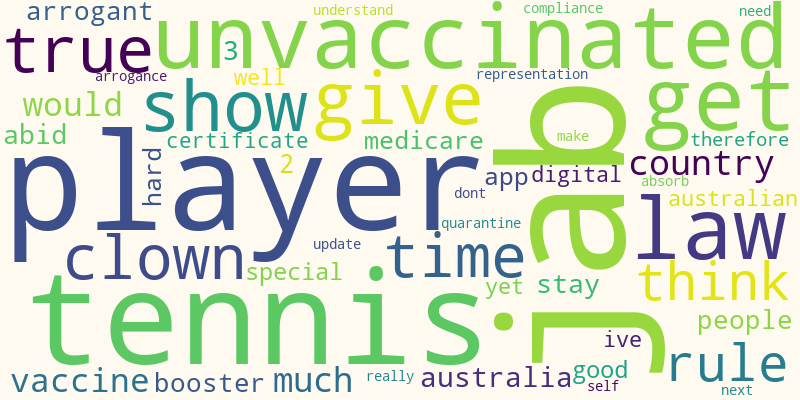 arrogant
understand
compliance
need
true
unvaccinated
3
arrogance
well
representation
would
show
give
get
abid
certificate
2
medicare
make
therefore
player
hard
app
digital
country
jab
absorb
dont
australian
quarantine
law
clown
update
time
special
yet
stay
think
tennis
people
ive
rule
vaccine
booster
much
really
australia
good
self
next